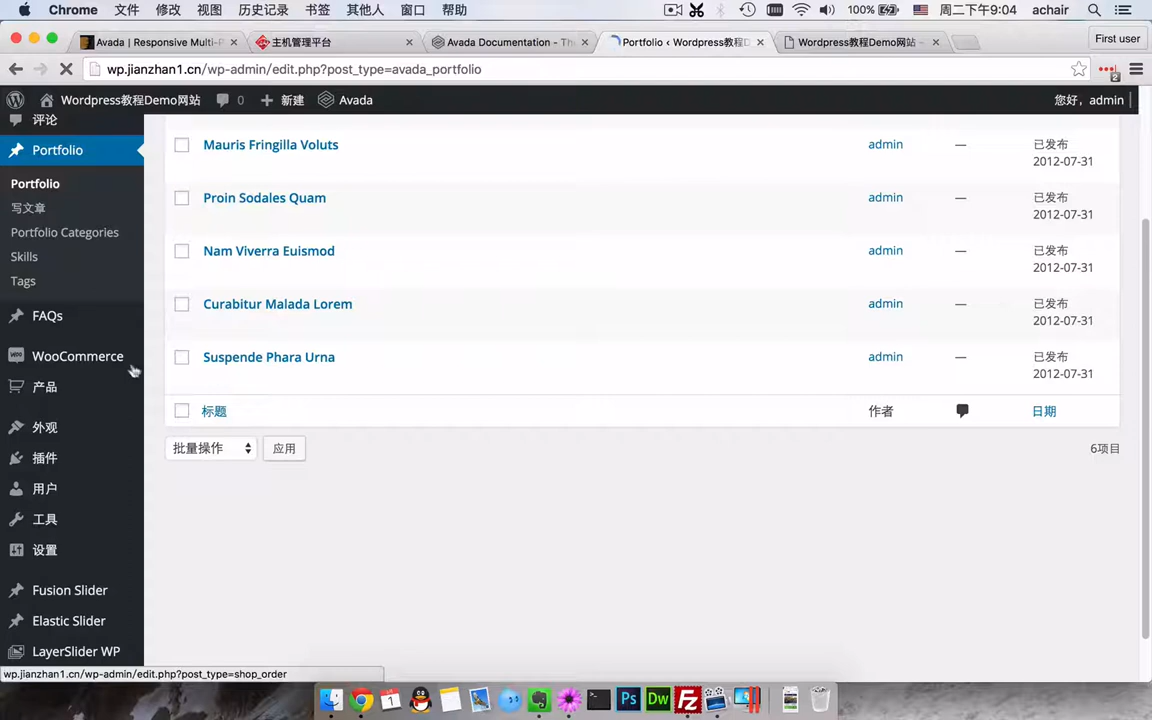 Chrome 文件 修改 视图 历史记录 书签 其他人 窗口 帮助 100% 周二下午9:04 achair
Avada | Responsive Multi-P 主机管理平台 Avada Documentation - Th Portfolio ‹ Wordpress教程D Wordpress教程Demo网站 – First user
wp.jianzhan1.cn/wp-admin/edit.php?post_type=avada_portfolio 2
Wordpress教程Demo网站 0 新建 Avada 您好，admin
评论
Portfolio
Portfolio
写文章
Portfolio Categories
Skills
Tags
FAQs
WooCommerce
产品
外观
插件
用户
工具
设置
Fusion Slider
Elastic Slider
LayerSlider WP
Mauris Fringilla Voluts admin — 已发布
2012-07-31
Proin Sodales Quam admin — 已发布
2012-07-31
Nam Viverra Euismod admin — 已发布
2012-07-31
Curabitur Malada Lorem admin — 已发布
2012-07-31
Suspende Phara Urna admin — 已发布
2012-07-31
标题 作者 日期
批量操作 应用 6项目
wp.jianzhan1.cn/wp-admin/edit.php?post_type=shop_order
1 Ps Dw Fz